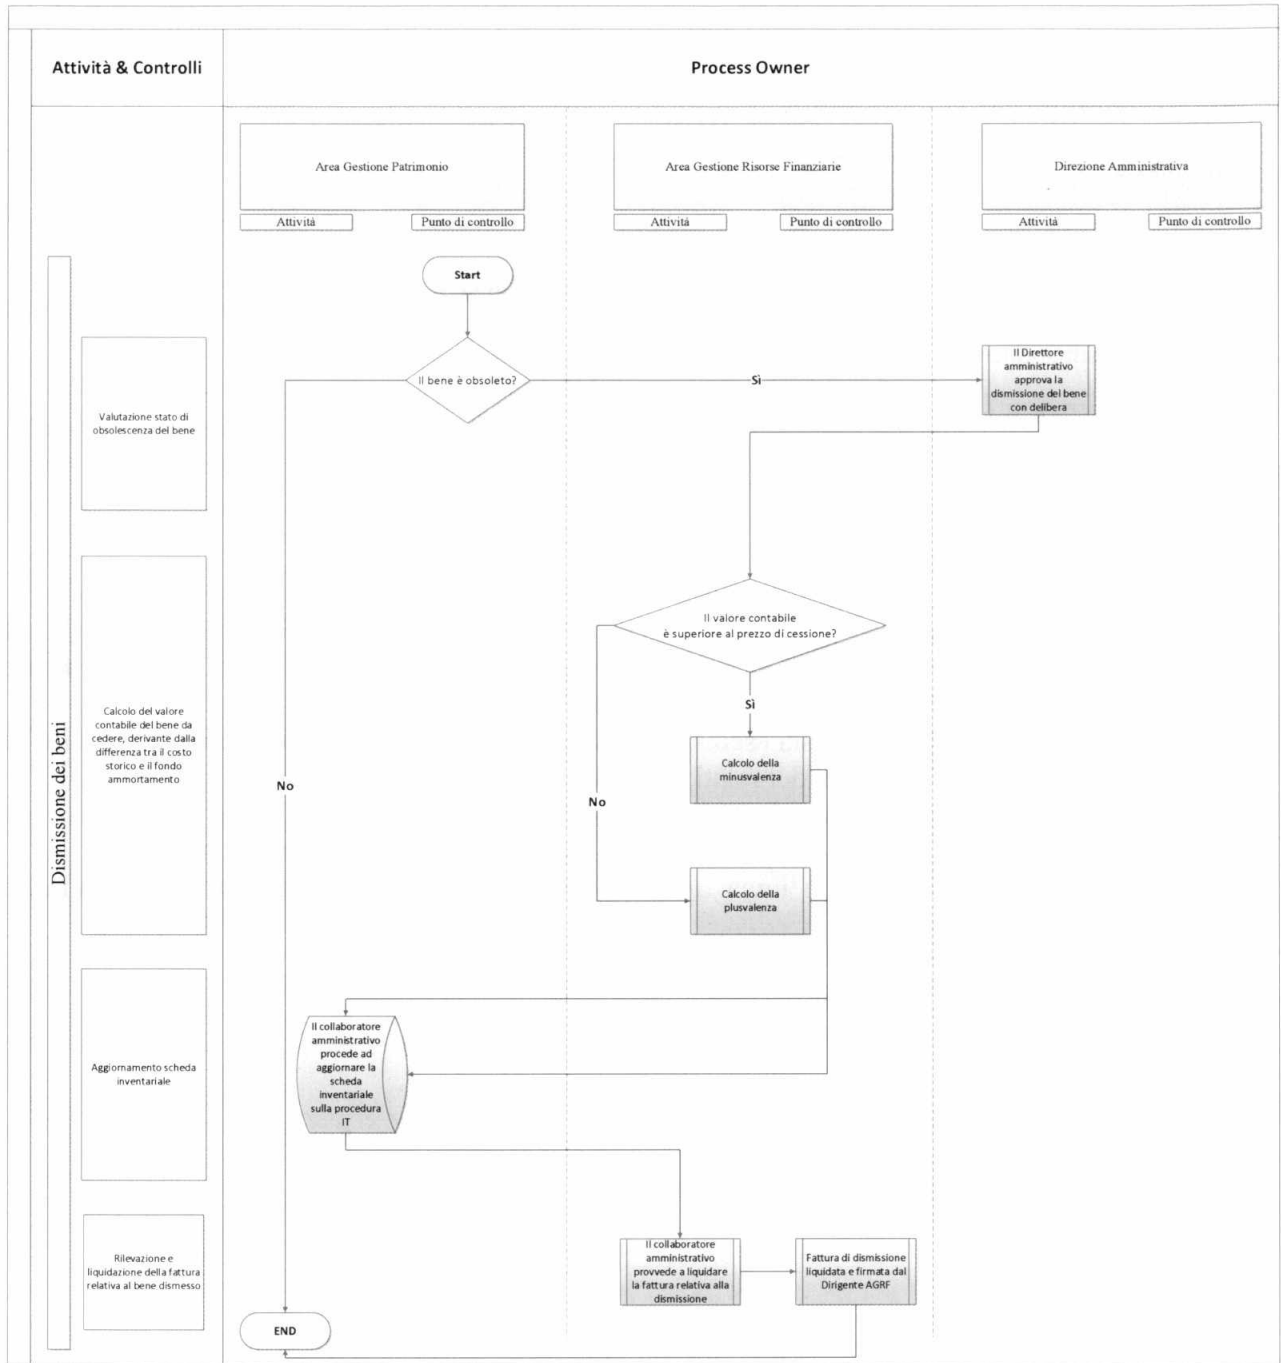 Attività & Controlli
Process Owner
Area Gestione Patrimonio
Area Gestione Risorse Finanziarie
Direzione Amministrativa
Attività
Punto di controllo
Attività
Punto di controllo
Attività
Punto di controllo
Dismissione dei beni
Start
Valutazione stato di
obsolescenza del bene
Il bene è obsoleto?
Sì
Il Direttore
amministrativo
approva la
dismissione del bene
con delibera
Calcolo del valore
contabile del bene da
cedere, derivante dalla
differenza tra il costo
storico e il fondo
ammortamento
No
Il valore contabile
è superiore al prezzo di cessione?
Sì
Calcolo della
minusvalenza
No
Calcolo della
plusvalenza
Aggiornamento scheda
inventariale
Il collaboratore
amministrativo
procede ad
aggiornare la
scheda
inventariale
sulla procedura
IT
Rilevazione e
liquidazione della fattura
relativa al bene dismesso
Il collaboratore
amministrativo
provvede a liquidare
la fattura relativa alla
dismissione
Fattura di dismissione
liquidata e firmata dal
Dirigente AGRF
END